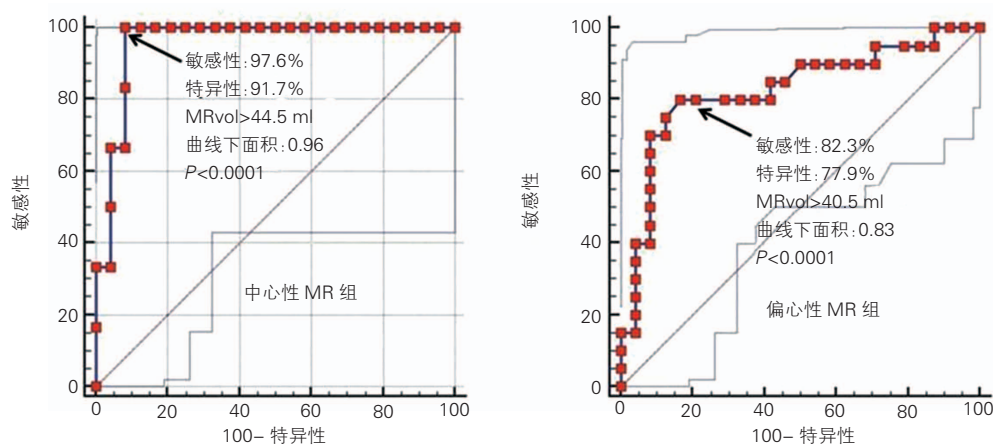 100
80
60
40
20
0
敏感性
敏感性:97.6%
特异性:91.7%
MRvol>44.5 ml
曲线下面积:0.96
P<0.0001
中心性 MR 组
0 20 40 60 80 100
100- 特异性
100
80
60
40
20
0
敏感性
敏感性:82.3%
特异性:77.9%
MRvol>40.5 ml
曲线下面积:0.83
P<0.0001
偏心性 MR 组
0 20 40 60 80 100
100- 特异性